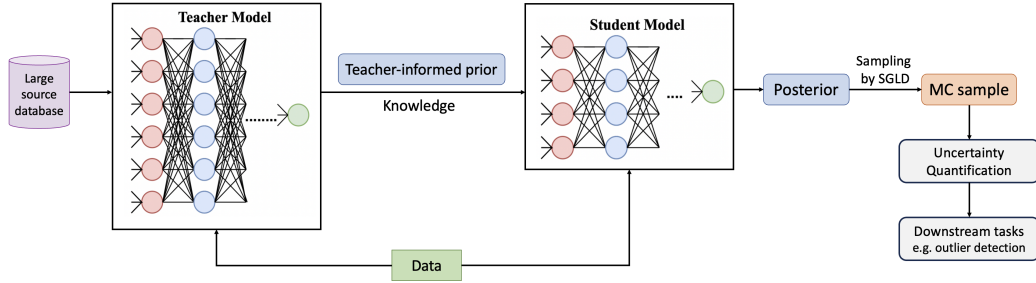 Teacher Model
Student Model
Large
source
database
Teacher-informed prior
Knowledge
Posterior
Sampling
by SGLD
MC sample
Uncertainty
Quantification
Downstream tasks
e.g. outlier detection
Data